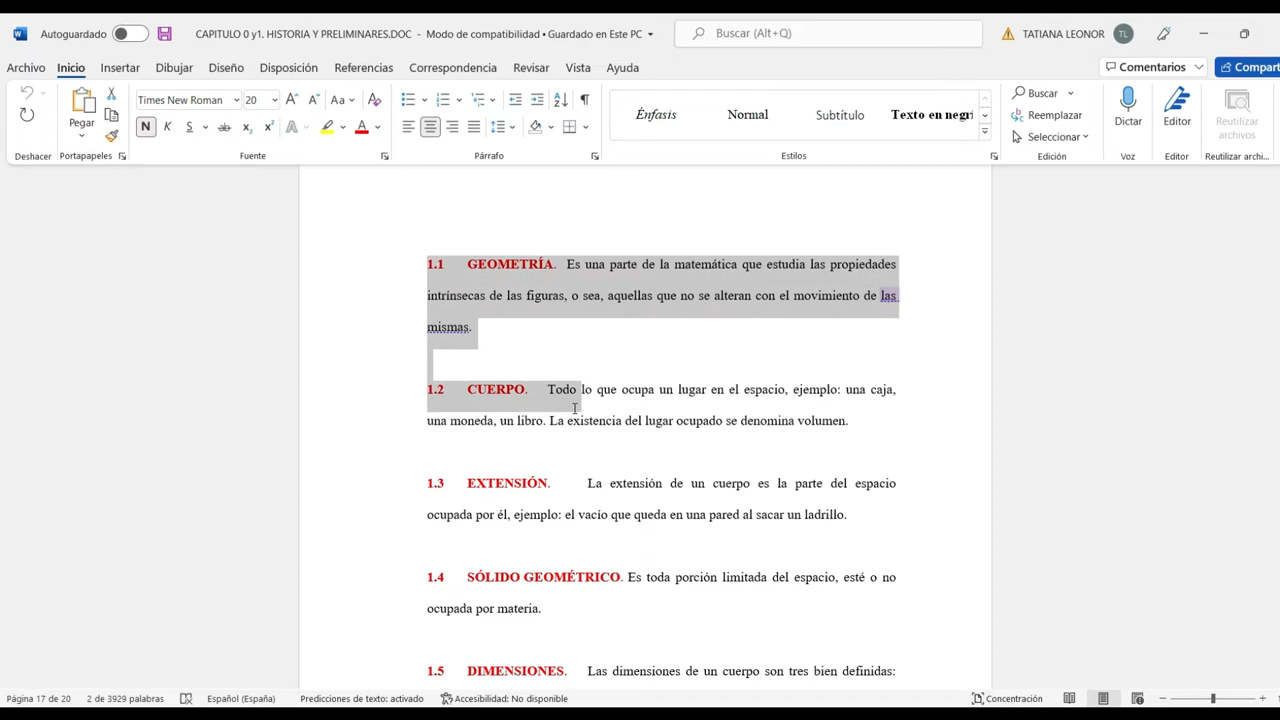 Autoguardado
CAPITULO 0 y1. HISTORIA Y PRELIMINARES.DOC - Modo de compatibilidad • Guardado en Este PC
Buscar (Alt+Q)
TATIANA LEONOR
TL
Archivo Inicio Insertar Dibujar Diseño Disposición Referencias Correspondencia Revisar Vista Ayuda
Comentarios
Compart
Pegar
Times New Roman 20
Aa
N K S ab x₂ x² A A
Énfasis Normal Subtítulo Texto en negri
Buscar
Reemplazar
Seleccionar
Dictar
Editor
Reutilizar
archivos
Deshacer Portapapeles Fuente Párrafo Estilos Edición Voz Editor Reutilizar archi...
1.1 GEOMETRÍA. Es una parte de la matemática que estudia las propiedades
intrínsecas de las figuras, o sea, aquellas que no se alteran con el movimiento de las
mismas.
1.2 CUERPO. Todo lo que ocupa un lugar en el espacio, ejemplo: una caja,
una moneda, un libro. La existencia del lugar ocupado se denomina volumen.
1.3 EXTENSIÓN. La extensión de un cuerpo es la parte del espacio
ocupada por él, ejemplo: el vacío que queda en una pared al sacar un ladrillo.
1.4 SÓLIDO GEOMÉTRICO. Es toda porción limitada del espacio, esté o no
ocupada por materia.
1.5 DIMENSIONES. Las dimensiones de un cuerpo son tres bien definidas:
Página 17 de 20 2 de 3929 palabras Español (España) Predicciones de texto: activado Accesibilidad: No disponible Concentración